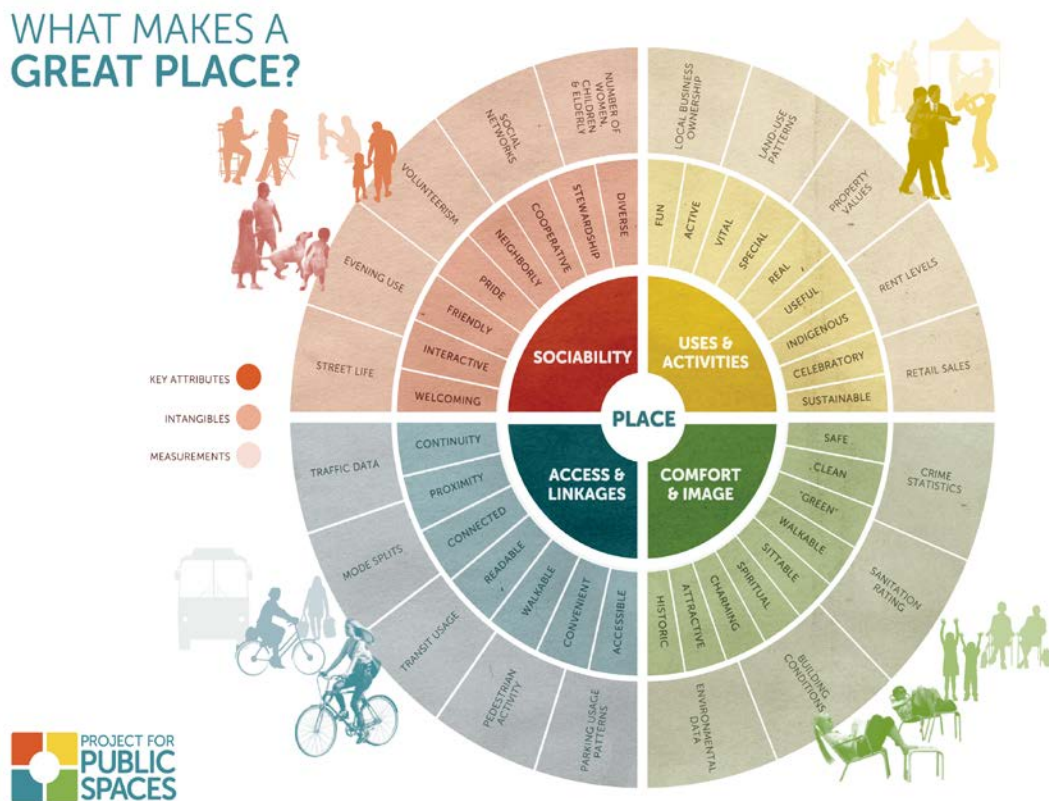 WHAT MAKES A
GREAT PLACE?
KEY ATTRIBUTES
INTANGIBLES
MEASUREMENTS
PLACE
SOCIABILITY
USES &
ACTIVITIES
ACCESS &
LINKAGES
COMFORT
& IMAGE
WELCOMING
INTERACTIVE
FRIENDLY
PRIDE
NEIGHBORLY
COOPERATIVE
STEWARDSHIP
DIVERSE
STREET LIFE
EVENING USE
VOLUNTEERISM
SOCIAL
NETWORKS
NUMBER OF
WOMEN,
CHILDREN
& ELDERLY
FUN
ACTIVE
VITAL
SPECIAL
REAL
USEFUL
INDIGENOUS
CELEBRATORY
SUSTAINABLE
LOCAL BUSINESS
OWNERSHIP
LAND-USE
PATTERNS
PROPERTY
VALUES
RENT LEVELS
RETAIL SALES
SAFE
CLEAN
"GREEN"
WALKABLE
SITTABLE
SPIRITUAL
CHARMING
ATTRACTIVE
HISTORIC
CRIME
STATISTICS
SANITATION
RATING
BUILDING
CONDITIONS
ENVIRONMENTAL
DATA
CONTINUITY
PROXIMITY
CONNECTED
READABLE
WALKABLE
CONVENIENT
ACCESSIBLE
TRAFFIC DATA
MODE SPLITS
TRANSIT USAGE
PEDESTRIAN
ACTIVITY
PARKING USAGE
PATTERNS
PROJECT FOR
PUBLIC
SPACES